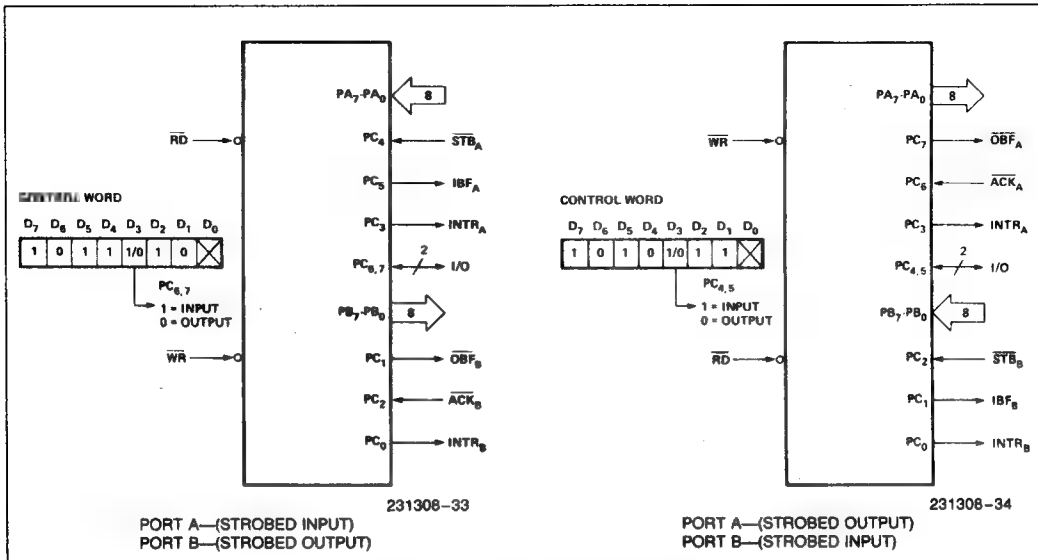 PA7-PA0 8
RD PC4 STBA
PC5 IBFA
WORD
D7 D6 D5 D4 D3 D2 D1 D0
1 0 1 1 1/0 1 0 X
PC3 INTRA
PC6,7 2 I/O
PC6,7
1 = INPUT
0 = OUTPUT
PB7-PB0 8
WR PC1 OBFB
PC2 ACKB
PC0 INTRB
231308-33
PORT A—(STROBED INPUT)
PORT B—(STROBED OUTPUT)
PA7-PA0 8
WR PC7 OBFA
PC6 ACKA
CONTROL WORD
D7 D6 D5 D4 D3 D2 D1 D0
1 0 1 0 1/0 1 1 X
PC3 INTRA
PC4,5 2 I/O
PC4,5
1 = INPUT
0 = OUTPUT
PB7-PB0 8
RD PC2 STBB
PC1 IBFB
PC0 INTRB
231308-34
PORT A—(STROBED OUTPUT)
PORT B—(STROBED INPUT)